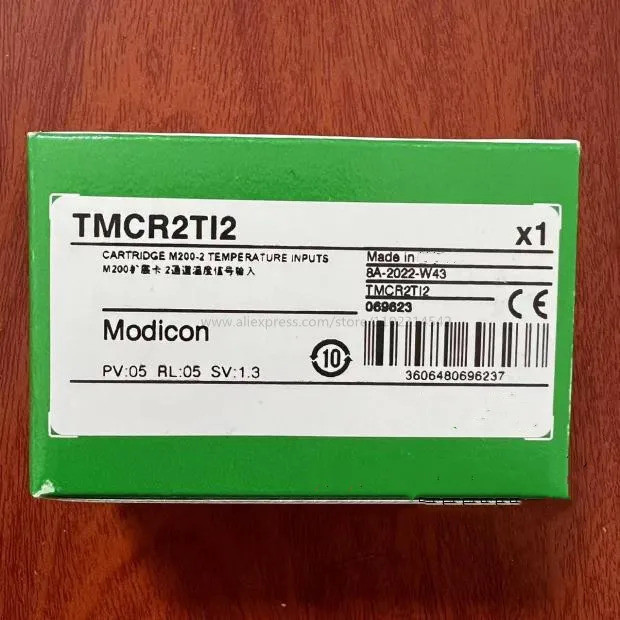 TMCR2TI2
x1
CARTRIDGE M200-2 TEMPERATURE INPUTS
M200扩展卡 2通道温度信号输入
Made in
8A-2022-W43
TMCR2TI2
069623
CE
www.aliexpress.com/store/1102314542
Modicon
10
PV:05 RL:05 SV:1.3
3606480696237